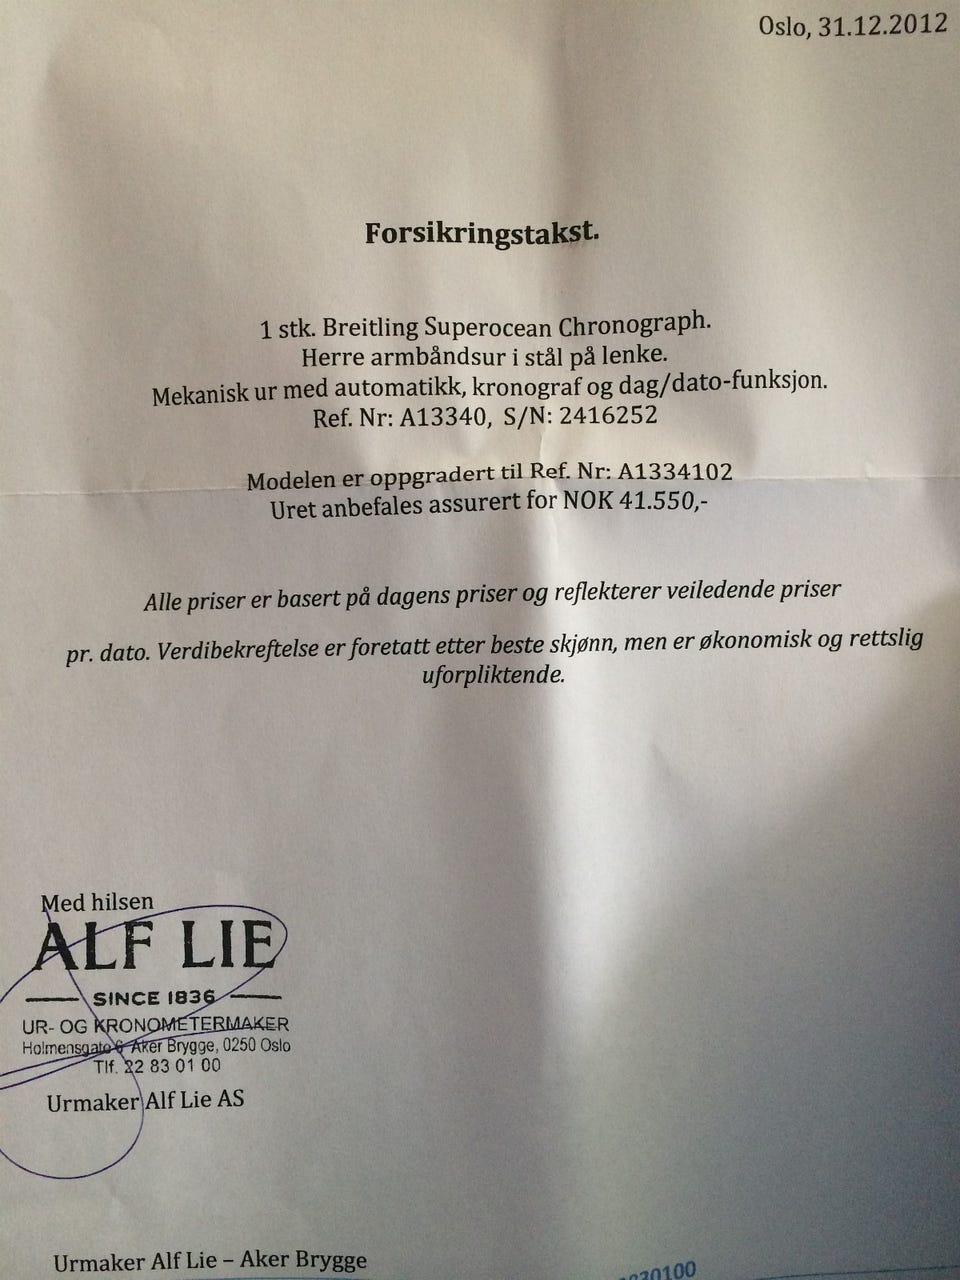 Oslo, 31.12.2012
Forsikringstakst.
1 stk. Breitling Superocean Chronograph.
Herre armbåndsur i stål på lenke.
Mekanisk ur med automatikk, kronograf og dag/dato-funksjon.
Ref. Nr: A13340, S/N: 2416252
Modelen er oppgradert til Ref. Nr: A1334102
Uret anbefales assurert for NOK 41.550,-
Alle priser er basert på dagens priser og reflekterer veiledende priser
pr. dato. Verdibekreftelse er foretatt etter beste skjønn, men er økonomisk og rettslig
uforpliktende.
Med hilsen
ALF LIE
SINCE 1836
UR- OG KRONOMETERMAKER
Holmensgate 6 Aker Brygge, 0250 Oslo
Tlf. 22 83 01 00
Urmaker Alf Lie AS
Urmaker Alf Lie – Aker Brygge